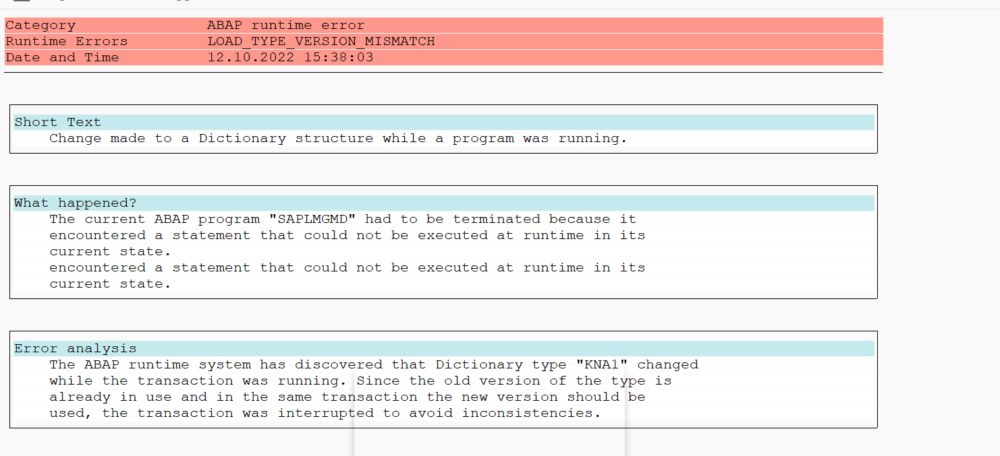 Category ABAP runtime error
Runtime Errors LOAD_TYPE_VERSION_MISMATCH
Date and Time 12.10.2022 15:38:03
Short Text
Change made to a Dictionary structure while a program was running.
What happened?
The current ABAP program "SAPLMGMD" had to be terminated because it
encountered a statement that could not be executed at runtime in its
current state.
encountered a statement that could not be executed at runtime in its
current state.
Error analysis
The ABAP runtime system has discovered that Dictionary type "KNA1" changed
while the transaction was running. Since the old version of the type is
already in use and in the same transaction the new version should be
used, the transaction was interrupted to avoid inconsistencies.